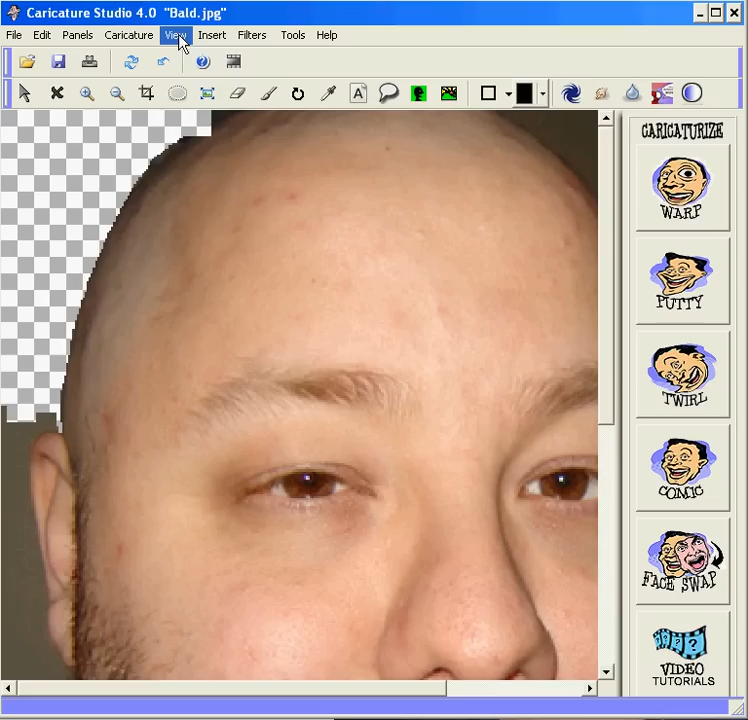 Caricature Studio 4.0 "Bald.jpg"
File Edit Panels Caricature View Insert Filters Tools Help
A
CARICATURIZE
WARP
PUTTY
TWIRL
COMIC
FACE SWAP
VIDEO
TUTORIALS